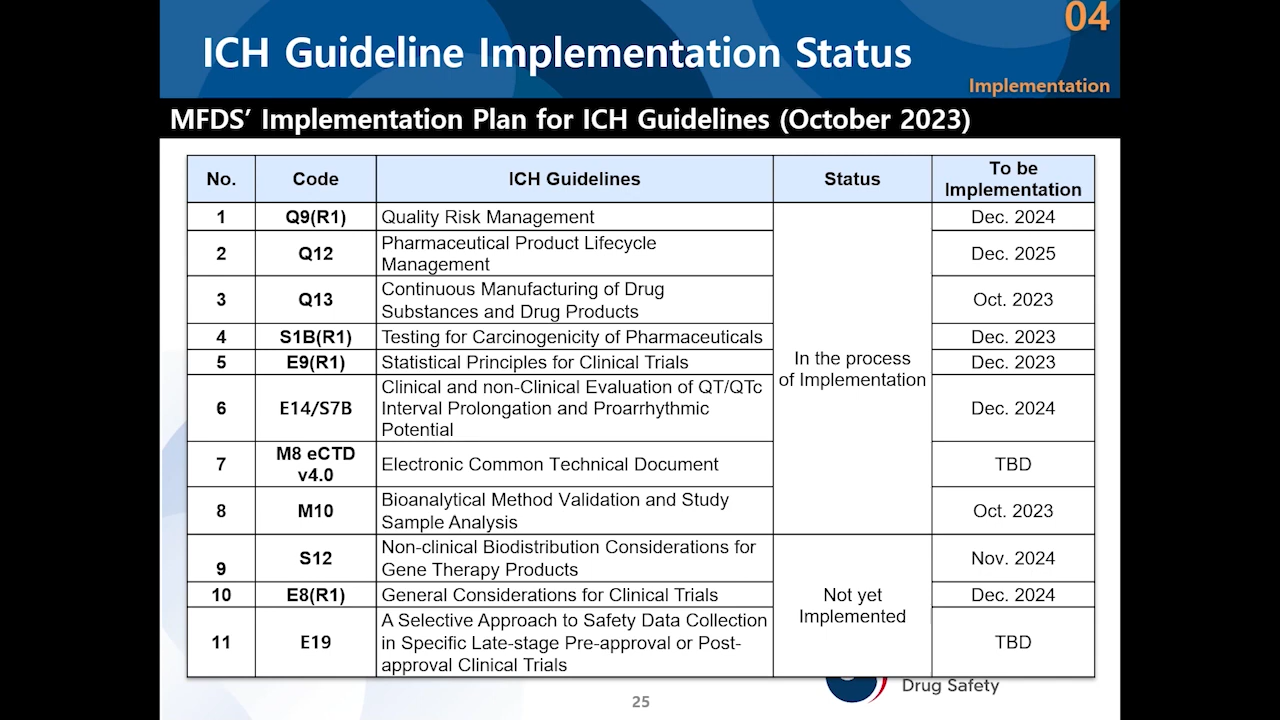 04
ICH Guideline Implementation Status
Implementation
MFDS’ Implementation Plan for ICH Guidelines (October 2023)
No. Code ICH Guidelines Status To be Implementation
1 Q9(R1) Quality Risk Management Dec. 2024
2 Q12 Pharmaceutical Product Lifecycle
Management Dec. 2025
3 Q13 Continuous Manufacturing of Drug
Substances and Drug Products Oct. 2023
4 S1B(R1) Testing for Carcinogenicity of Pharmaceuticals Dec. 2023
5 E9(R1) Statistical Principles for Clinical Trials Dec. 2023
In the process
of Implementation
6 E14/S7B Clinical and non-Clinical Evaluation of QT/QTc
Interval Prolongation and Proarrhythmic
Potential Dec. 2024
7 M8 eCTD
v4.0 Electronic Common Technical Document TBD
8 M10 Bioanalytical Method Validation and Study
Sample Analysis Oct. 2023
9 S12 Non-clinical Biodistribution Considerations for
Gene Therapy Products Nov. 2024
10 E8(R1) General Considerations for Clinical Trials Dec. 2024
Not yet
Implemented
11 E19 A Selective Approach to Safety Data Collection
in Specific Late-stage Pre-approval or Post-
approval Clinical Trials TBD
Drug Safety
25